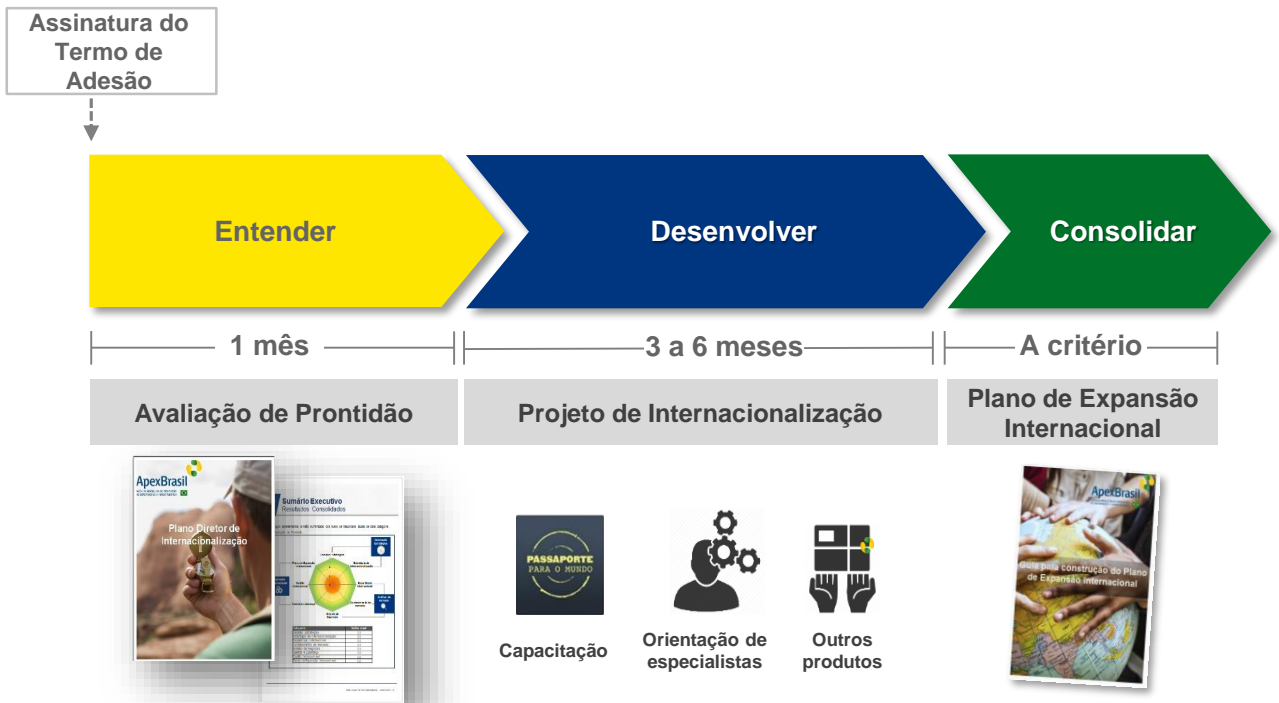 Assinatura do
Termo de
Adesão
Entender
Desenvolver
Consolidar
1 mês
3 a 6 meses
A critério
Avaliação de Prontidão
Projeto de Internacionalização
Plano de Expansão
Internacional
ApexBrasil
Plano Diretor de
Internacionalização
Sumário Executivo
Resultados Consolidados
PASSAPORTE
PARA O MUNDO
Capacitação
Orientação de
especialistas
Outros
produtos
ApexBrasil
Guia para construção do Plano
de Expansão Internacional